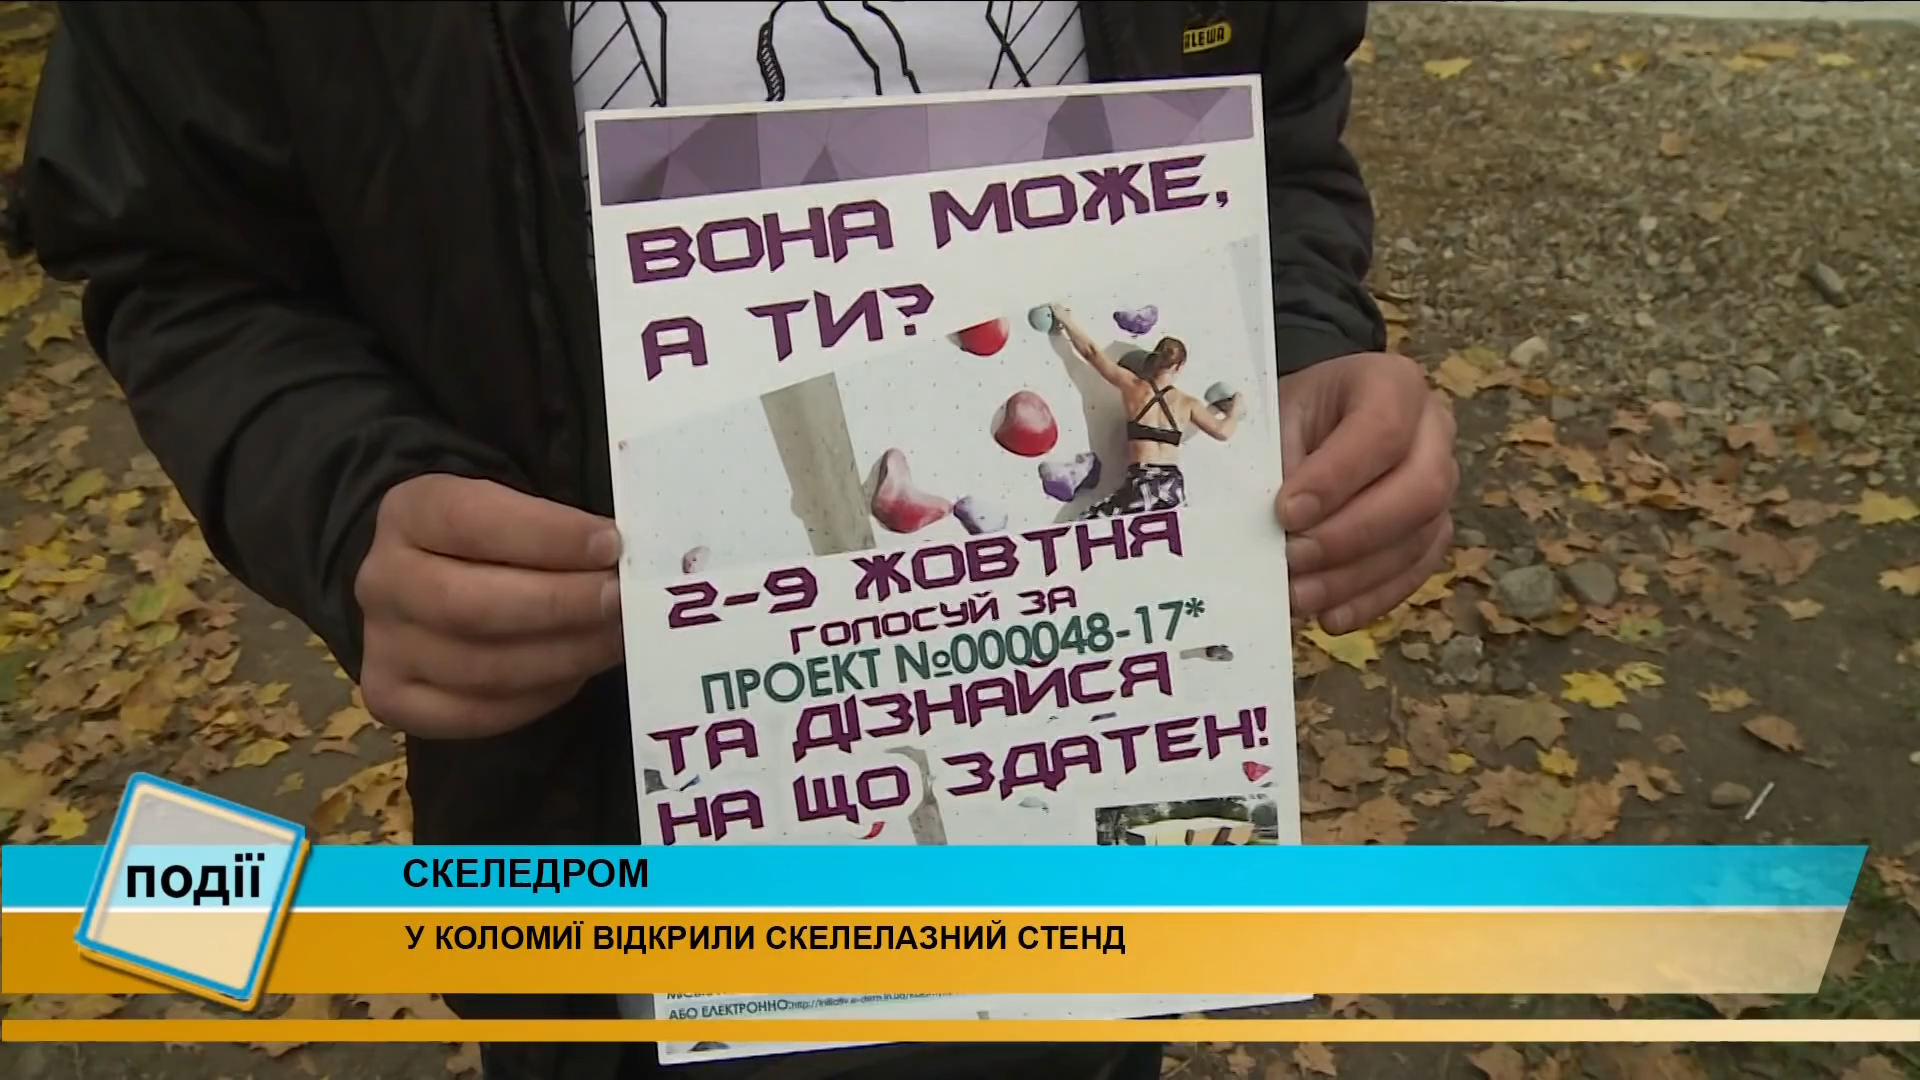 ALEWA
ВОНА МОЖЕ,
А ТИ?
2-9 ЖОВТНЯ
ГОЛОСУЙ ЗА
ПРОЕКТ №000048-17*
ТА ДІЗНАЙСЯ
НА ЩО ЗДАТЕН!
події
СКЕЛЕДРОМ
У КОЛОМИЇ ВІДКРИЛИ СКЕЛЕЛАЗНИЙ СТЕНД
АБО ЕЛЕКТРОННО: